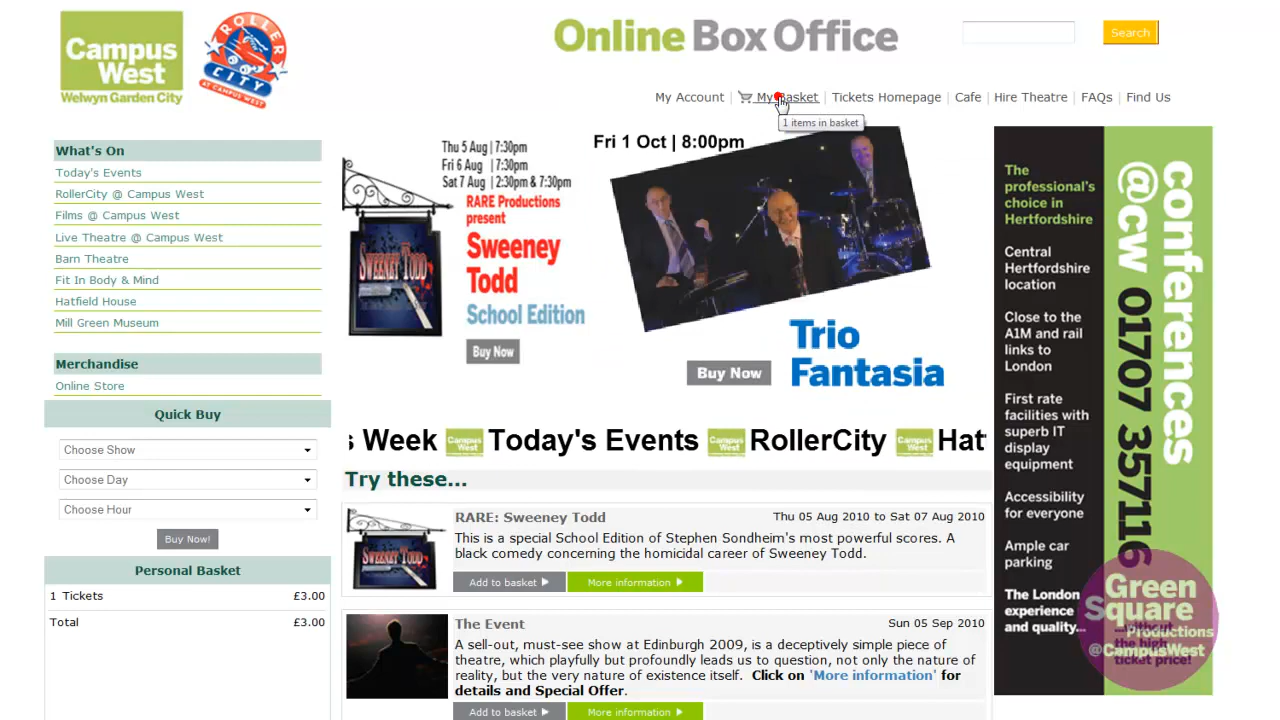 Campus
West
Welwyn Garden City
ROLLER
CITY
AT CAMPUS WEST
Online Box Office
Search
My Account
My Basket
Tickets Homepage
Cafe
Hire Theatre
FAQs
Find Us
1 items in basket
What's On
Today's Events
RollerCity @ Campus West
Films @ Campus West
Live Theatre @ Campus West
Barn Theatre
Fit In Body & Mind
Hatfield House
Mill Green Museum
Merchandise
Online Store
Quick Buy
Choose Show
Choose Day
Choose Hour
Buy Now!
Personal Basket
1 Tickets £3.00
Total £3.00
Thu 5 Aug | 7:30pm
Fri 6 Aug | 7:30pm
Sat 7 Aug | 2:30pm & 7:30pm
RARE Productions
present
Sweeney
Todd
School Edition
Buy Now
SWEENEY
TODD
Fri 1 Oct | 8:00pm
Trio
Fantasia
Buy Now
s Week Campus West Today's Events Campus West RollerCity Campus West Hat
Try these...
SWEENEY TODD
RARE: Sweeney Todd Thu 05 Aug 2010 to Sat 07 Aug 2010
This is a special School Edition of Stephen Sondheim's most powerful scores. A
black comedy concerning the homicidal career of Sweeney Todd.
Add to basket More information
The Event Sun 05 Sep 2010
A sell-out, must-see show at Edinburgh 2009, is a deceptively simple piece of
theatre, which playfully but profoundly leads us to question, not only the nature of
reality, but the very nature of existence itself. Click on 'More information' for
details and Special Offer.
Add to basket More information
The
professional's
choice in
Hertfordshire
Central
Hertfordshire
location
Close to the
A1M and rail
links to
London
First rate
facilities with
superb IT
display
equipment
Accessibility
for everyone
Ample car
parking
The London
experience
and quality...
...without
the high
ticket price!
conferences
@cw 01707 357116
Green
Square
Productions
@CampusWest